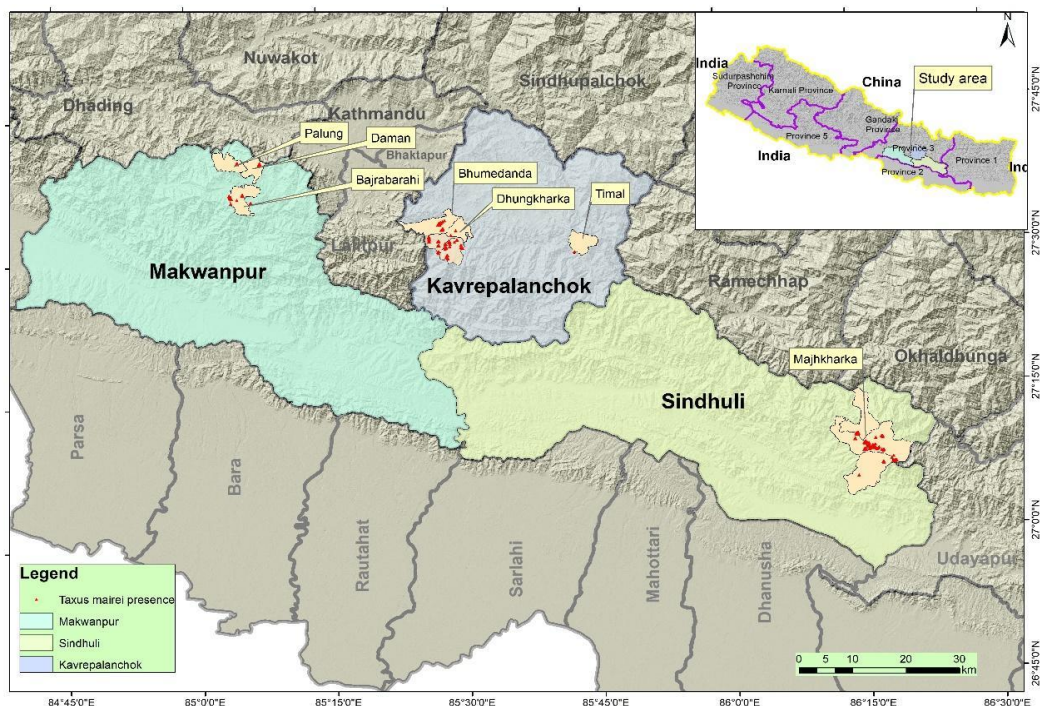 Nuwakot
Sindhupalchok
Dhading
Kathmandu
Bhaktapur
Lalitpur
Palung
Daman
Bajrabarahi
Bhumedanda
Dhungkharka
Timal
Makwanpur
Kavrepalanchok
Ramechhap
Okhaldhunga
Majhkharka
Sindhuli
Parsa
Bara
Rautahat
Sarlahi
Mahottari
Dhanusha
Udayapur
N
India
China
Study area
Sudurpashchim
Province
Karnali Province
Gandaki
Province
Province 5
Province 3
Province 1
Province 2
India
Ind
27°45'0"N
27°30'0"N
27°15'0"N
27°0'0"N
26°45'0"N
Legend
Taxus mairei presence
Makwanpur
Sindhuli
Kavrepalanchok
0 5 10 20 30
km
84°45'0"E
85°0'0"E
85°15'0"E
85°30'0"E
85°45'0"E
86°0'0"E
86°15'0"E
86°30'0"E